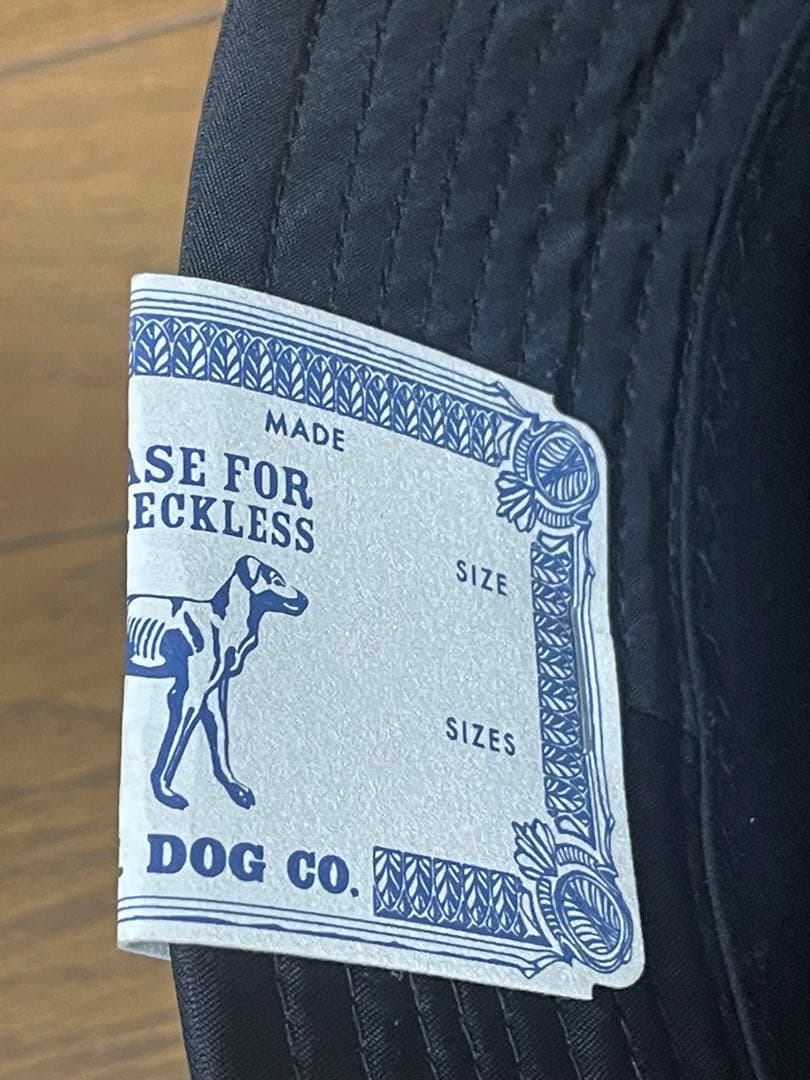 MADE
ASE FOR
ECKLESS
SIZE
SIZES
DOG CO.